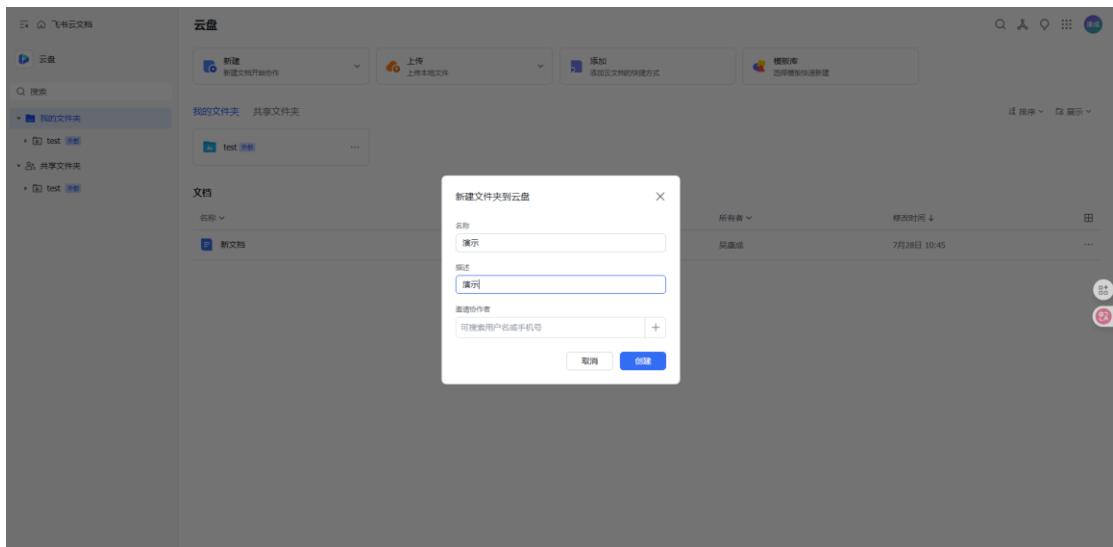 飞书云文档
云盘
云盘
新建
新建文档开始协作
上传
上传本地文件
添加
添加云文档的快捷方式
模板库
选择模板快速新建
搜索
我的文件夹
test 外部
共享文件夹
test 外部
我的文件夹 共享文件夹
排序 展示
test 外部
文档
名称 所有者 修改时间
新文档 7月28日 10:45
新建文件夹到云盘
名称
演示
描述
演示
邀请协作者
可搜索用户名或手机号
取消 创建